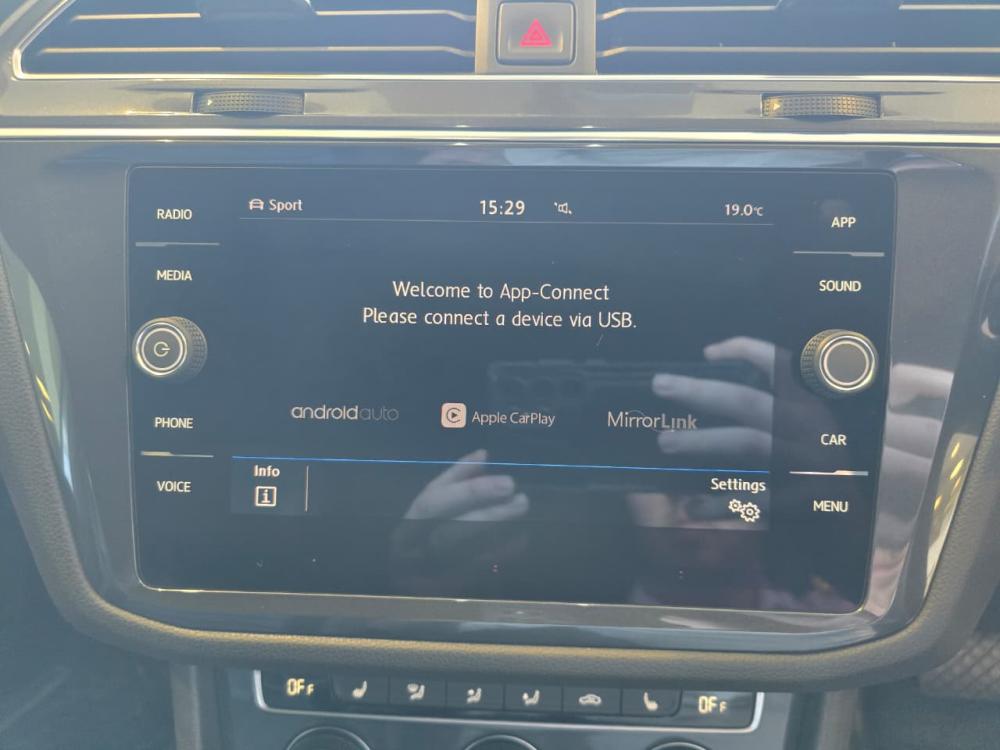 RADIO
MEDIA
PHONE
VOICE
Sport 15:29 19.0°C
Welcome to App-Connect
Please connect a device via USB.
androidauto Apple CarPlay MirrorLink
Info Settings
APP
SOUND
CAR
MENU
OFF OFF